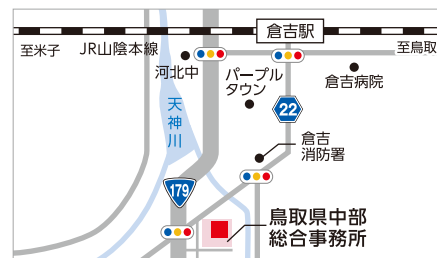 倉吉駅
至米子
JR山陰本線
至鳥取
河北中
パープル
タウン
倉吉病院
天神川
22
倉吉
消防署
179
鳥取県中部
総合事務所